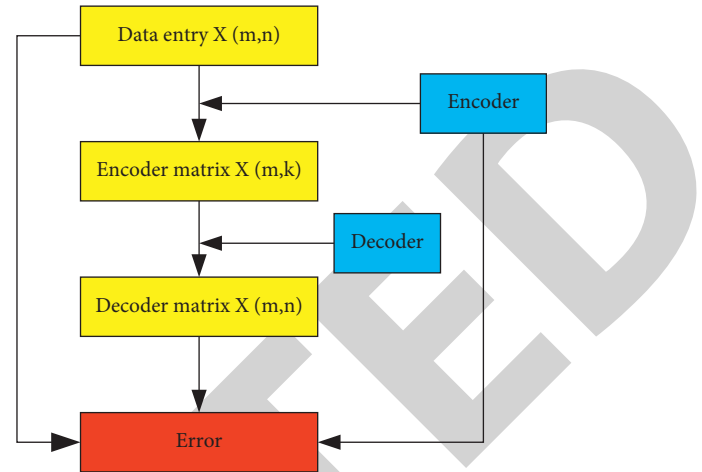 Data entry X (m,n)
Encoder
Encoder matrix X (m,k)
Decoder
Decoder matrix X (m,n)
Error
TED